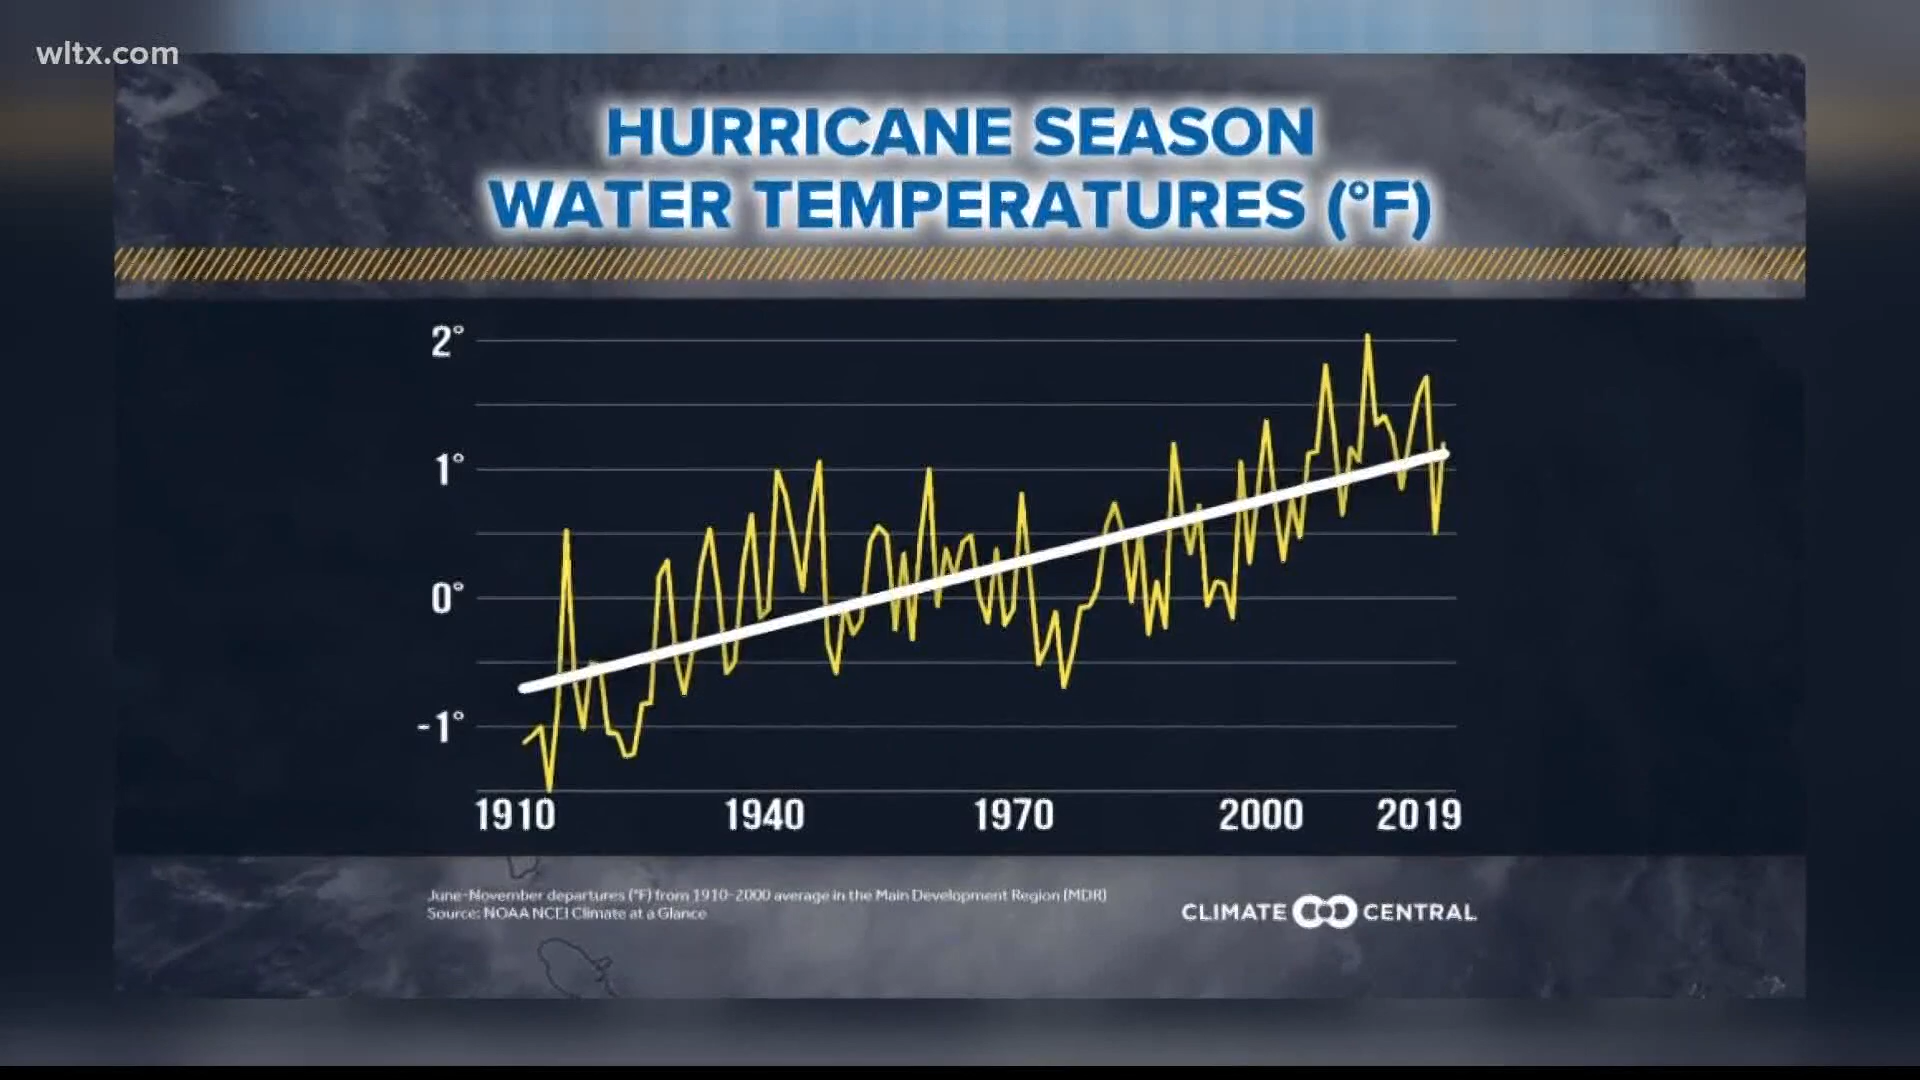 wltx.com
HURRICANE SEASON
WATER TEMPERATURES (°F)
2°
1°
0°
-1°
1910 1940 1970 2000 2019
June-November departures (°F) from 1910-2000 average in the Main Development Region (MDR)
Source: NOAA NCEI Climate at a Glance
CLIMATE CENTRAL